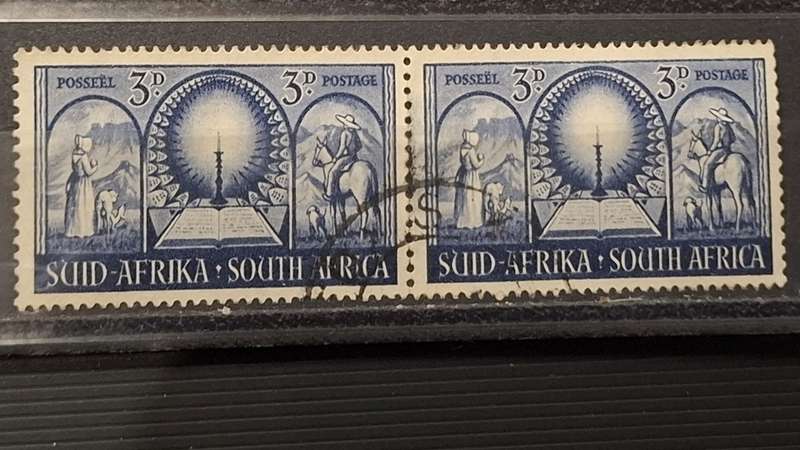 POSSEËL 3D 3D POSTAGE
SUID-AFRIKA • SOUTH AFRICA
POSSEËL 3D 3D POSTAGE
SUID-AFRIKA • SOUTH AFRICA
S